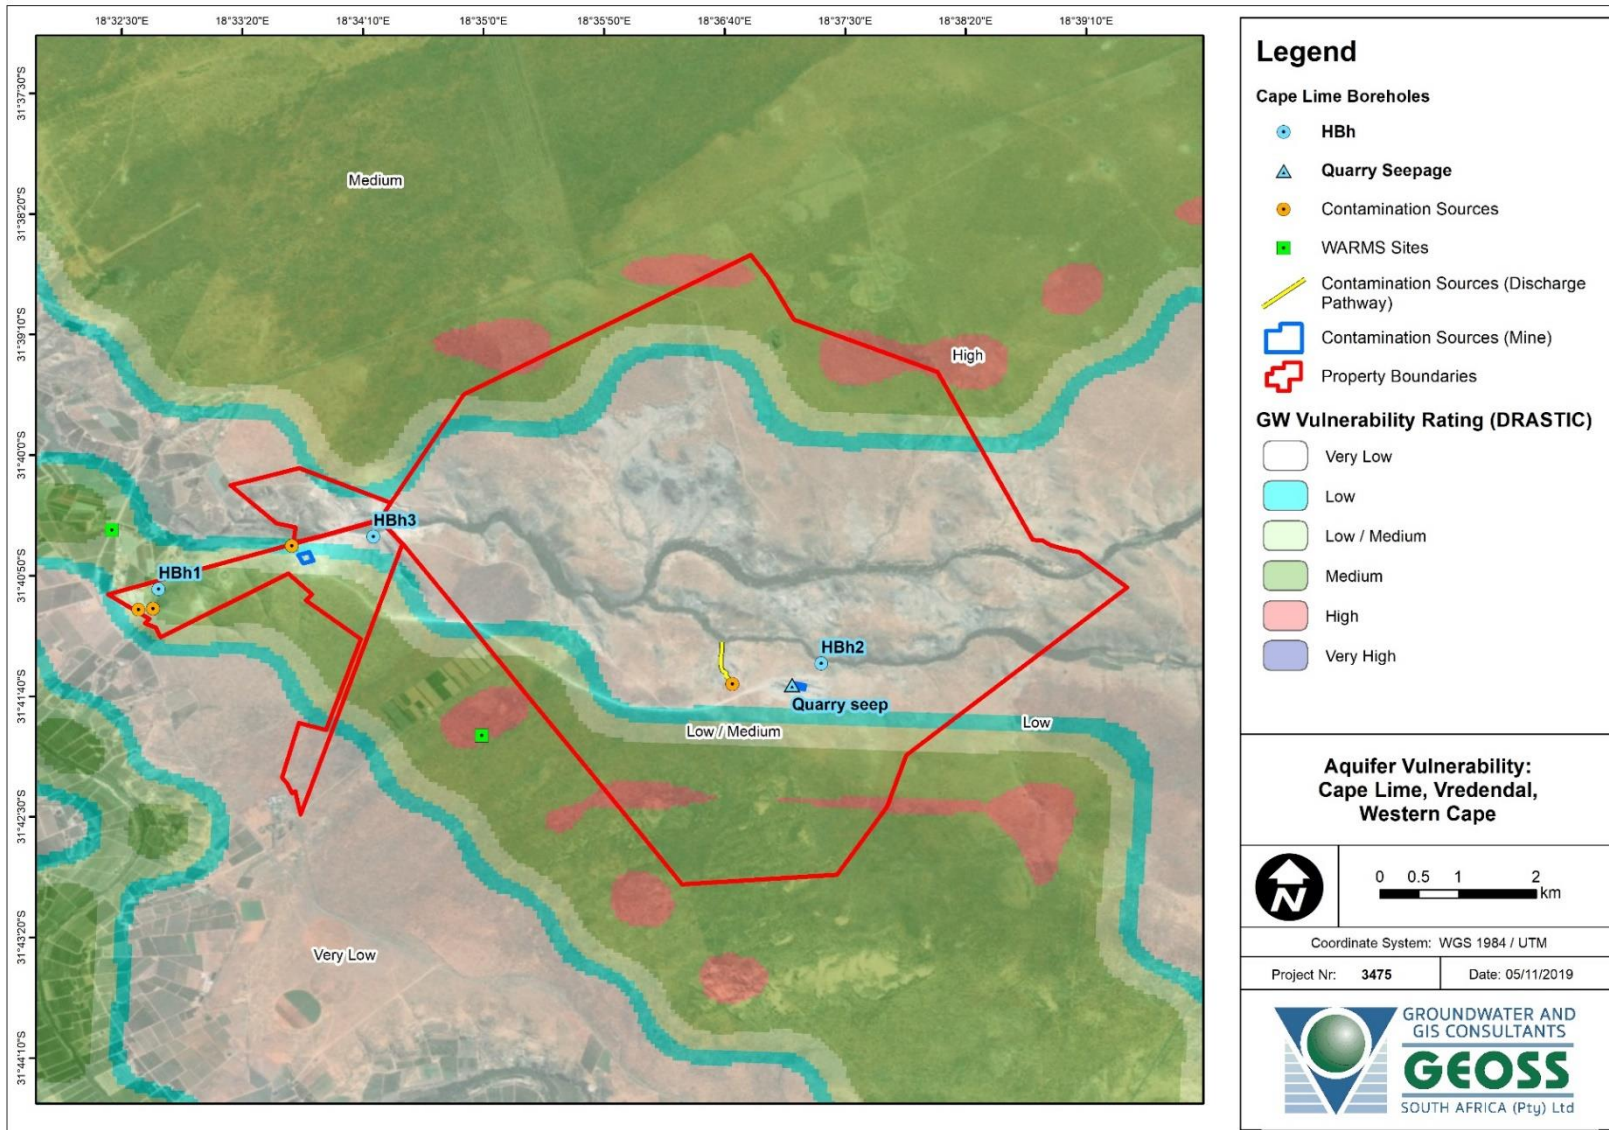 18°32'30"E 18°33'20"E 18°34'10"E 18°35'0"E 18°35'50"E 18°36'40"E 18°37'30"E 18°38'20"E 18°39'10"E
31°37'30"S
31°38'20"S
31°39'10"S
31°40'0"S
31°40'50"S
31°41'40"S
31°42'30"S
31°43'20"S
31°44'10"S
Medium
High
HBh3
HBh1
HBh2
Quarry seep
Low / Medium
Low
Very Low
Legend
Cape Lime Boreholes
HBh
Quarry Seepage
Contamination Sources
WARMS Sites
Contamination Sources (Discharge
Pathway)
Contamination Sources (Mine)
Property Boundaries
GW Vulnerability Rating (DRASTIC)
Very Low
Low
Low / Medium
Medium
High
Very High
Aquifer Vulnerability:
Cape Lime, Vredendal,
Western Cape
N
0 0.5 1 2
km
Coordinate System: WGS 1984 / UTM
Project Nr: 3475
Date: 05/11/2019
GROUNDWATER AND
GIS CONSULTANTS
GEOSS
SOUTH AFRICA (Pty) Ltd